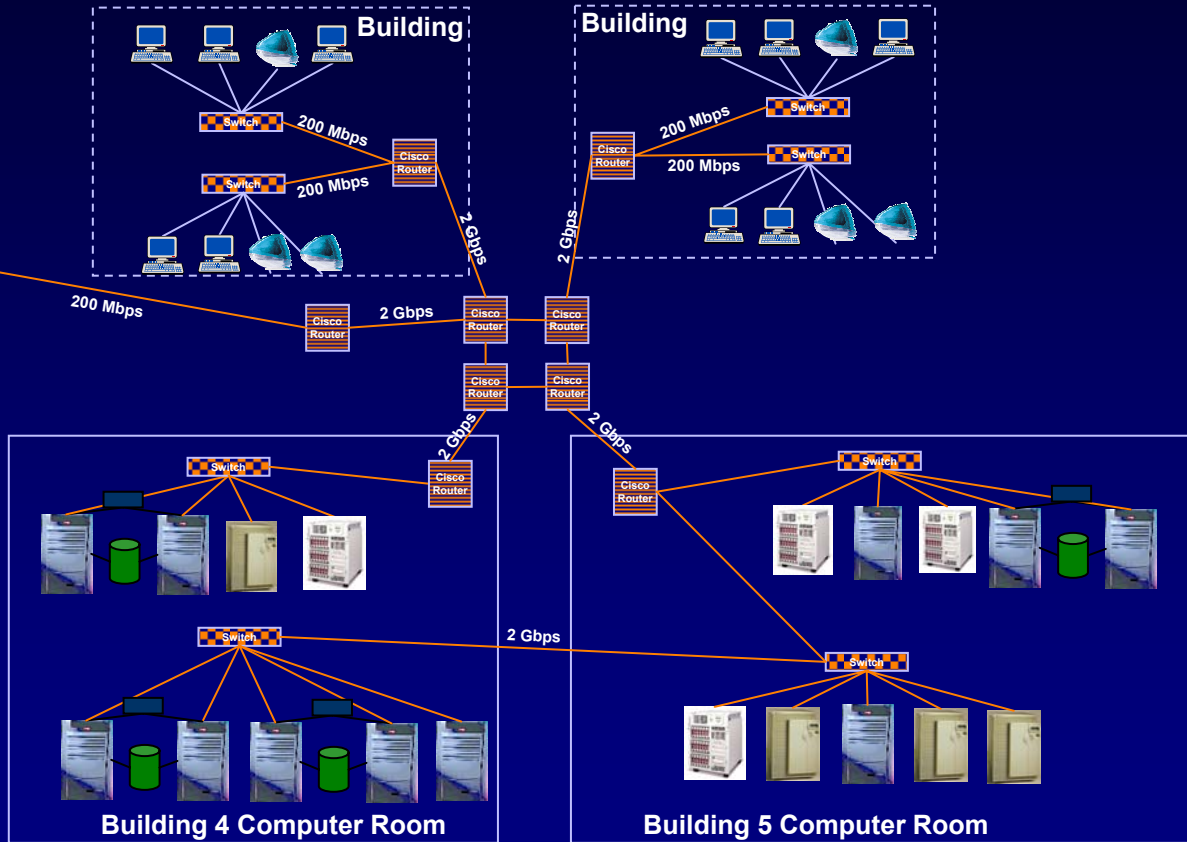 Building
Building
Switch
200 Mbps
Cisco
Router
Switch
200 Mbps
2 Gbps
Switch
200 Mbps
Cisco
Router
Switch
200 Mbps
2 Gbps
200 Mbps
Cisco
Router
2 Gbps
Cisco
Router
Cisco
Router
Cisco
Router
Cisco
Router
2 Gbps
2 Gbps
Switch
Cisco
Router
Switch
2 Gbps
Building 4 Computer Room
Switch
Cisco
Router
Switch
Building 5 Computer Room